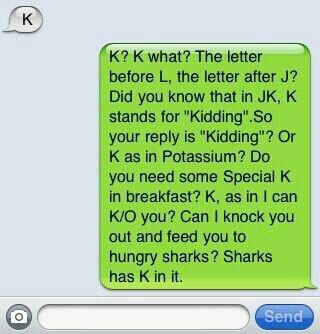 K
K? K what? The letter
before L, the letter after J?
Did you know that in JK, K
stands for "Kidding".So
your reply is "Kidding"? Or
K as in Potassium? Do
you need some Special K
in breakfast? K, as in I can
K/O you? Can I knock you
out and feed you to
hungry sharks? Sharks
has K in it.
Send